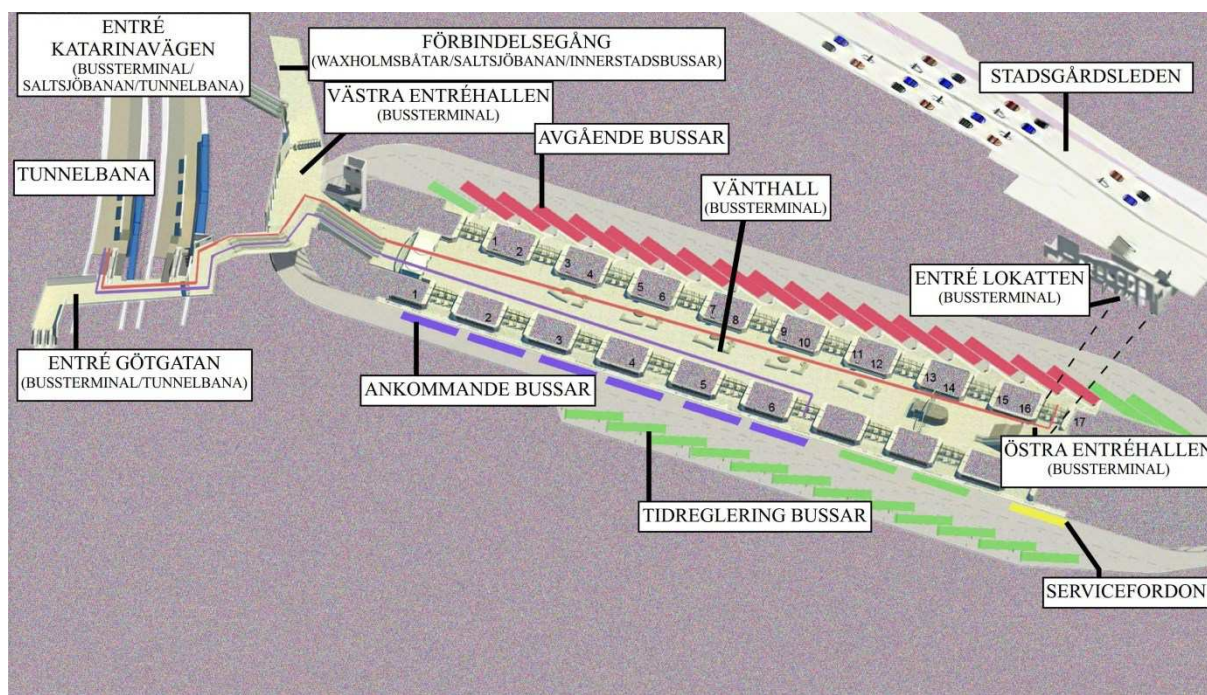 ENTRÉ
KATARINAVÄGEN
(BUSSTERMINAL/
SALTSJÖBANAN/TUNNELBANA)
FÖRBINDELSEGÅNG
(WAXHOLMSBÅTAR/SALTSJÖBANAN/INNERSTADSBUSSAR)
VÄSTRA ENTRÉHALLEN
(BUSSTERMINAL)
AVGÅENDE BUSSAR
STADSGÅRDSLEDEN
TUNNELBANA
VÄNTHALL
(BUSSTERMINAL)
ENTRÉ LOKATTEN
(BUSSTERMINAL)
1 2 3 4 5 6 7 8 9 10 11 12 13 14 15 16 17
1 2 3 4 5 6
ENTRÉ GÖTGATAN
(BUSSTERMINAL/TUNNELBANA)
ANKOMMANDE BUSSAR
ÖSTRA ENTRÉHALLEN
(BUSSTERMINAL)
TIDREGLERING BUSSAR
SERVICEFORDON